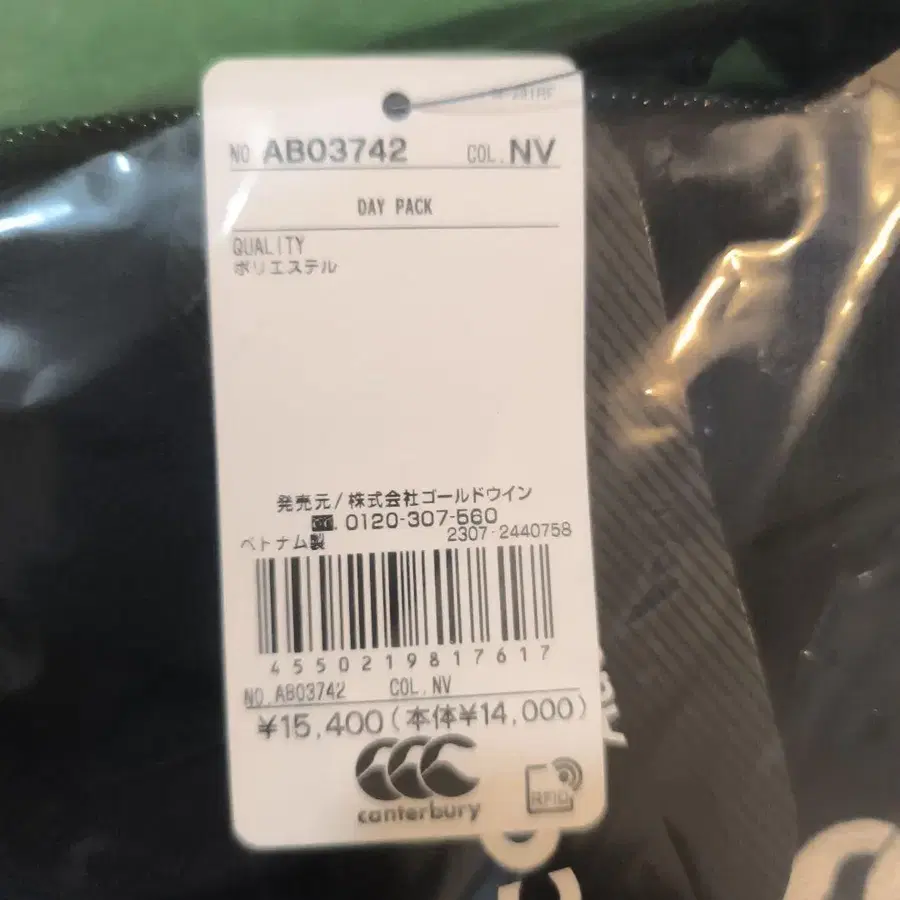 NO AB03742 COL. NV
DAY PACK
QUALITY
ポリエステル
発売元/株式会社ゴールドウイン
0120-307-560
ベトナム製 2307-2440758
4550219817617
NO. AB03742 COL. NV
¥15,400(本体¥14,000)
canterbury
RFID